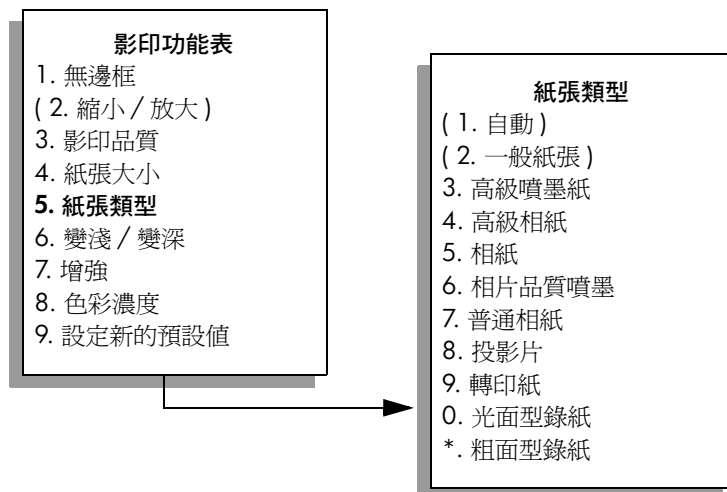 影印功能表
1. 無邊框
( 2. 縮小 / 放大 )
3. 影印品質
4. 紙張大小
5. 紙張類型
6. 變淺 / 變深
7. 增強
8. 色彩濃度
9. 設定新的預設值
紙張類型
( 1. 自動 )
( 2. 一般紙張 )
3. 高級噴墨紙
4. 高級相紙
5. 相紙
6. 相片品質噴墨
7. 普通相紙
8. 投影片
9. 轉印紙
0. 光面型錄紙
*. 粗面型錄紙